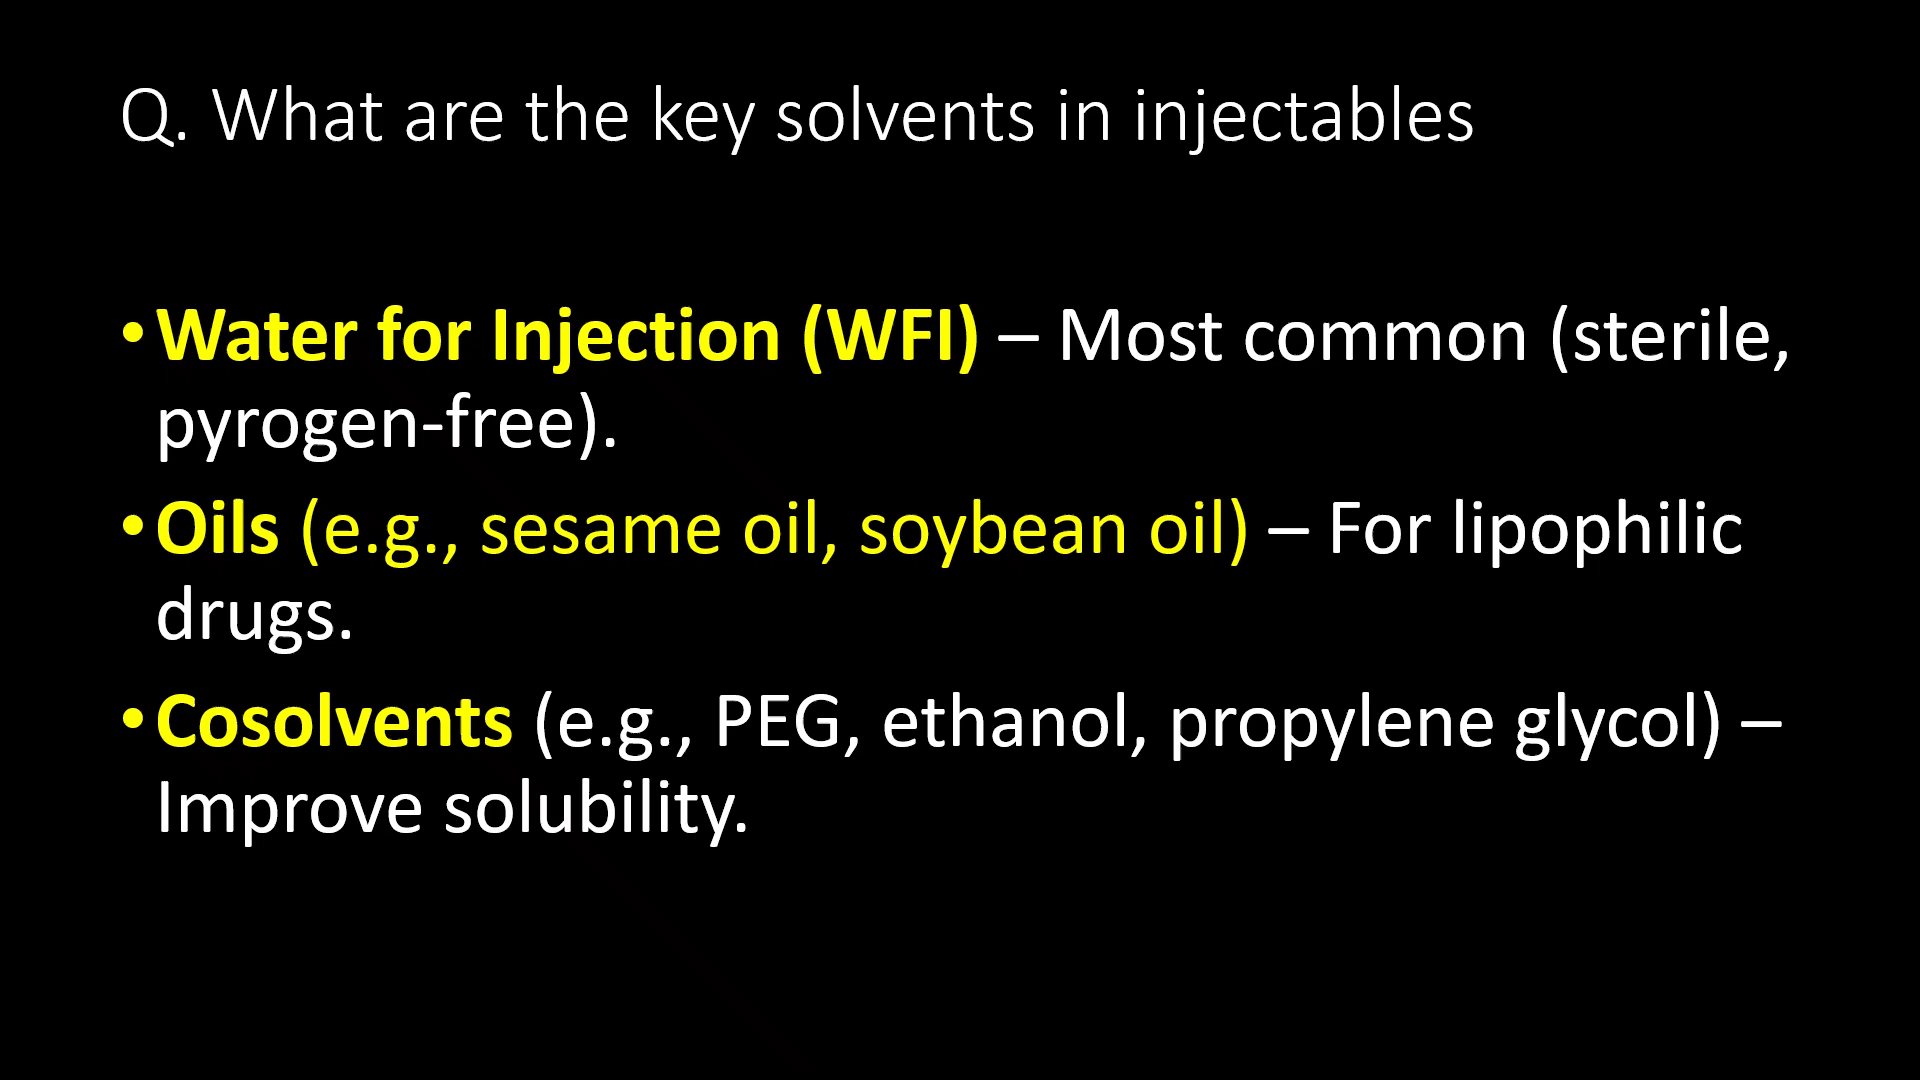 Q. What are the key solvents in injectables
•Water for Injection (WFI) – Most common (sterile,
pyrogen-free).
•Oils (e.g., sesame oil, soybean oil) – For lipophilic
drugs.
•Cosolvents (e.g., PEG, ethanol, propylene glycol) –
Improve solubility.